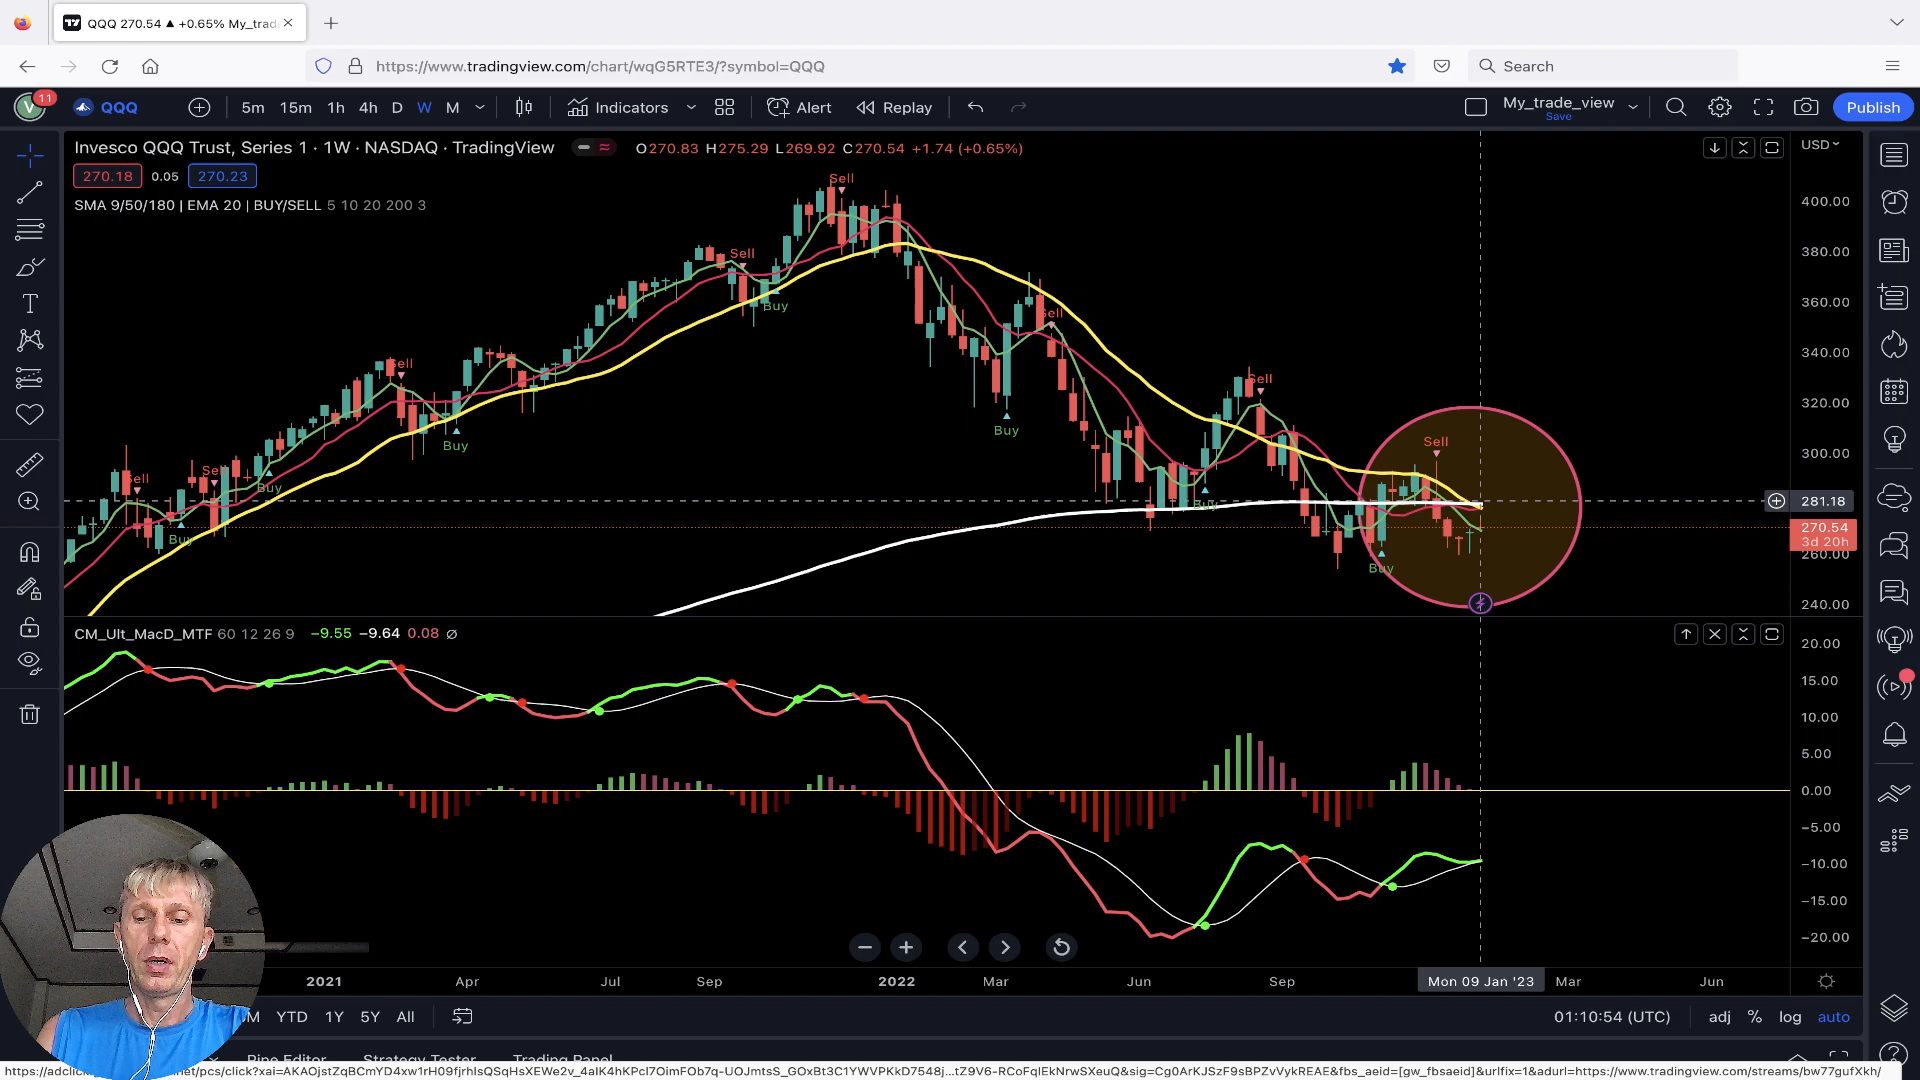 QQQ 270.54 ▲ +0.65% My_trad
https://www.tradingview.com/chart/wqG5RTE3/?symbol=QQQ
Search
V 11 QQQ 5m 15m 1h 4h D W M Indicators Alert Replay My_trade_view Save Publish
Invesco QQQ Trust, Series 1 · 1W · NASDAQ · TradingView O270.83 H275.29 L269.92 C270.54 +1.74 (+0.65%) USD
270.18 0.05 270.23
SMA 9/50/180 | EMA 20 | BUY/SELL 5 10 20 200 3
Sell
400.00
Sell
380.00
Buy
360.00
Sell
340.00
Sell
Sell
320.00
Buy
Buy
Sell
300.00
Sell
Sell
Buy
Buy
281.18
270.54
3d 20h
Buy
260.00
Buy
240.00
CM_Ult_MacD_MTF 60 12 26 9 −9.55 −9.64 0.08 ∅
20.00
15.00
10.00
5.00
0.00
−5.00
−10.00
−15.00
−20.00
2021 Apr Jul Sep 2022 Mar Jun Sep Mon 09 Jan '23 Mar Jun
YTD 1Y 5Y All 01:10:54 (UTC) adj % log auto
Pine Editor Strategy Tester Trading Panel